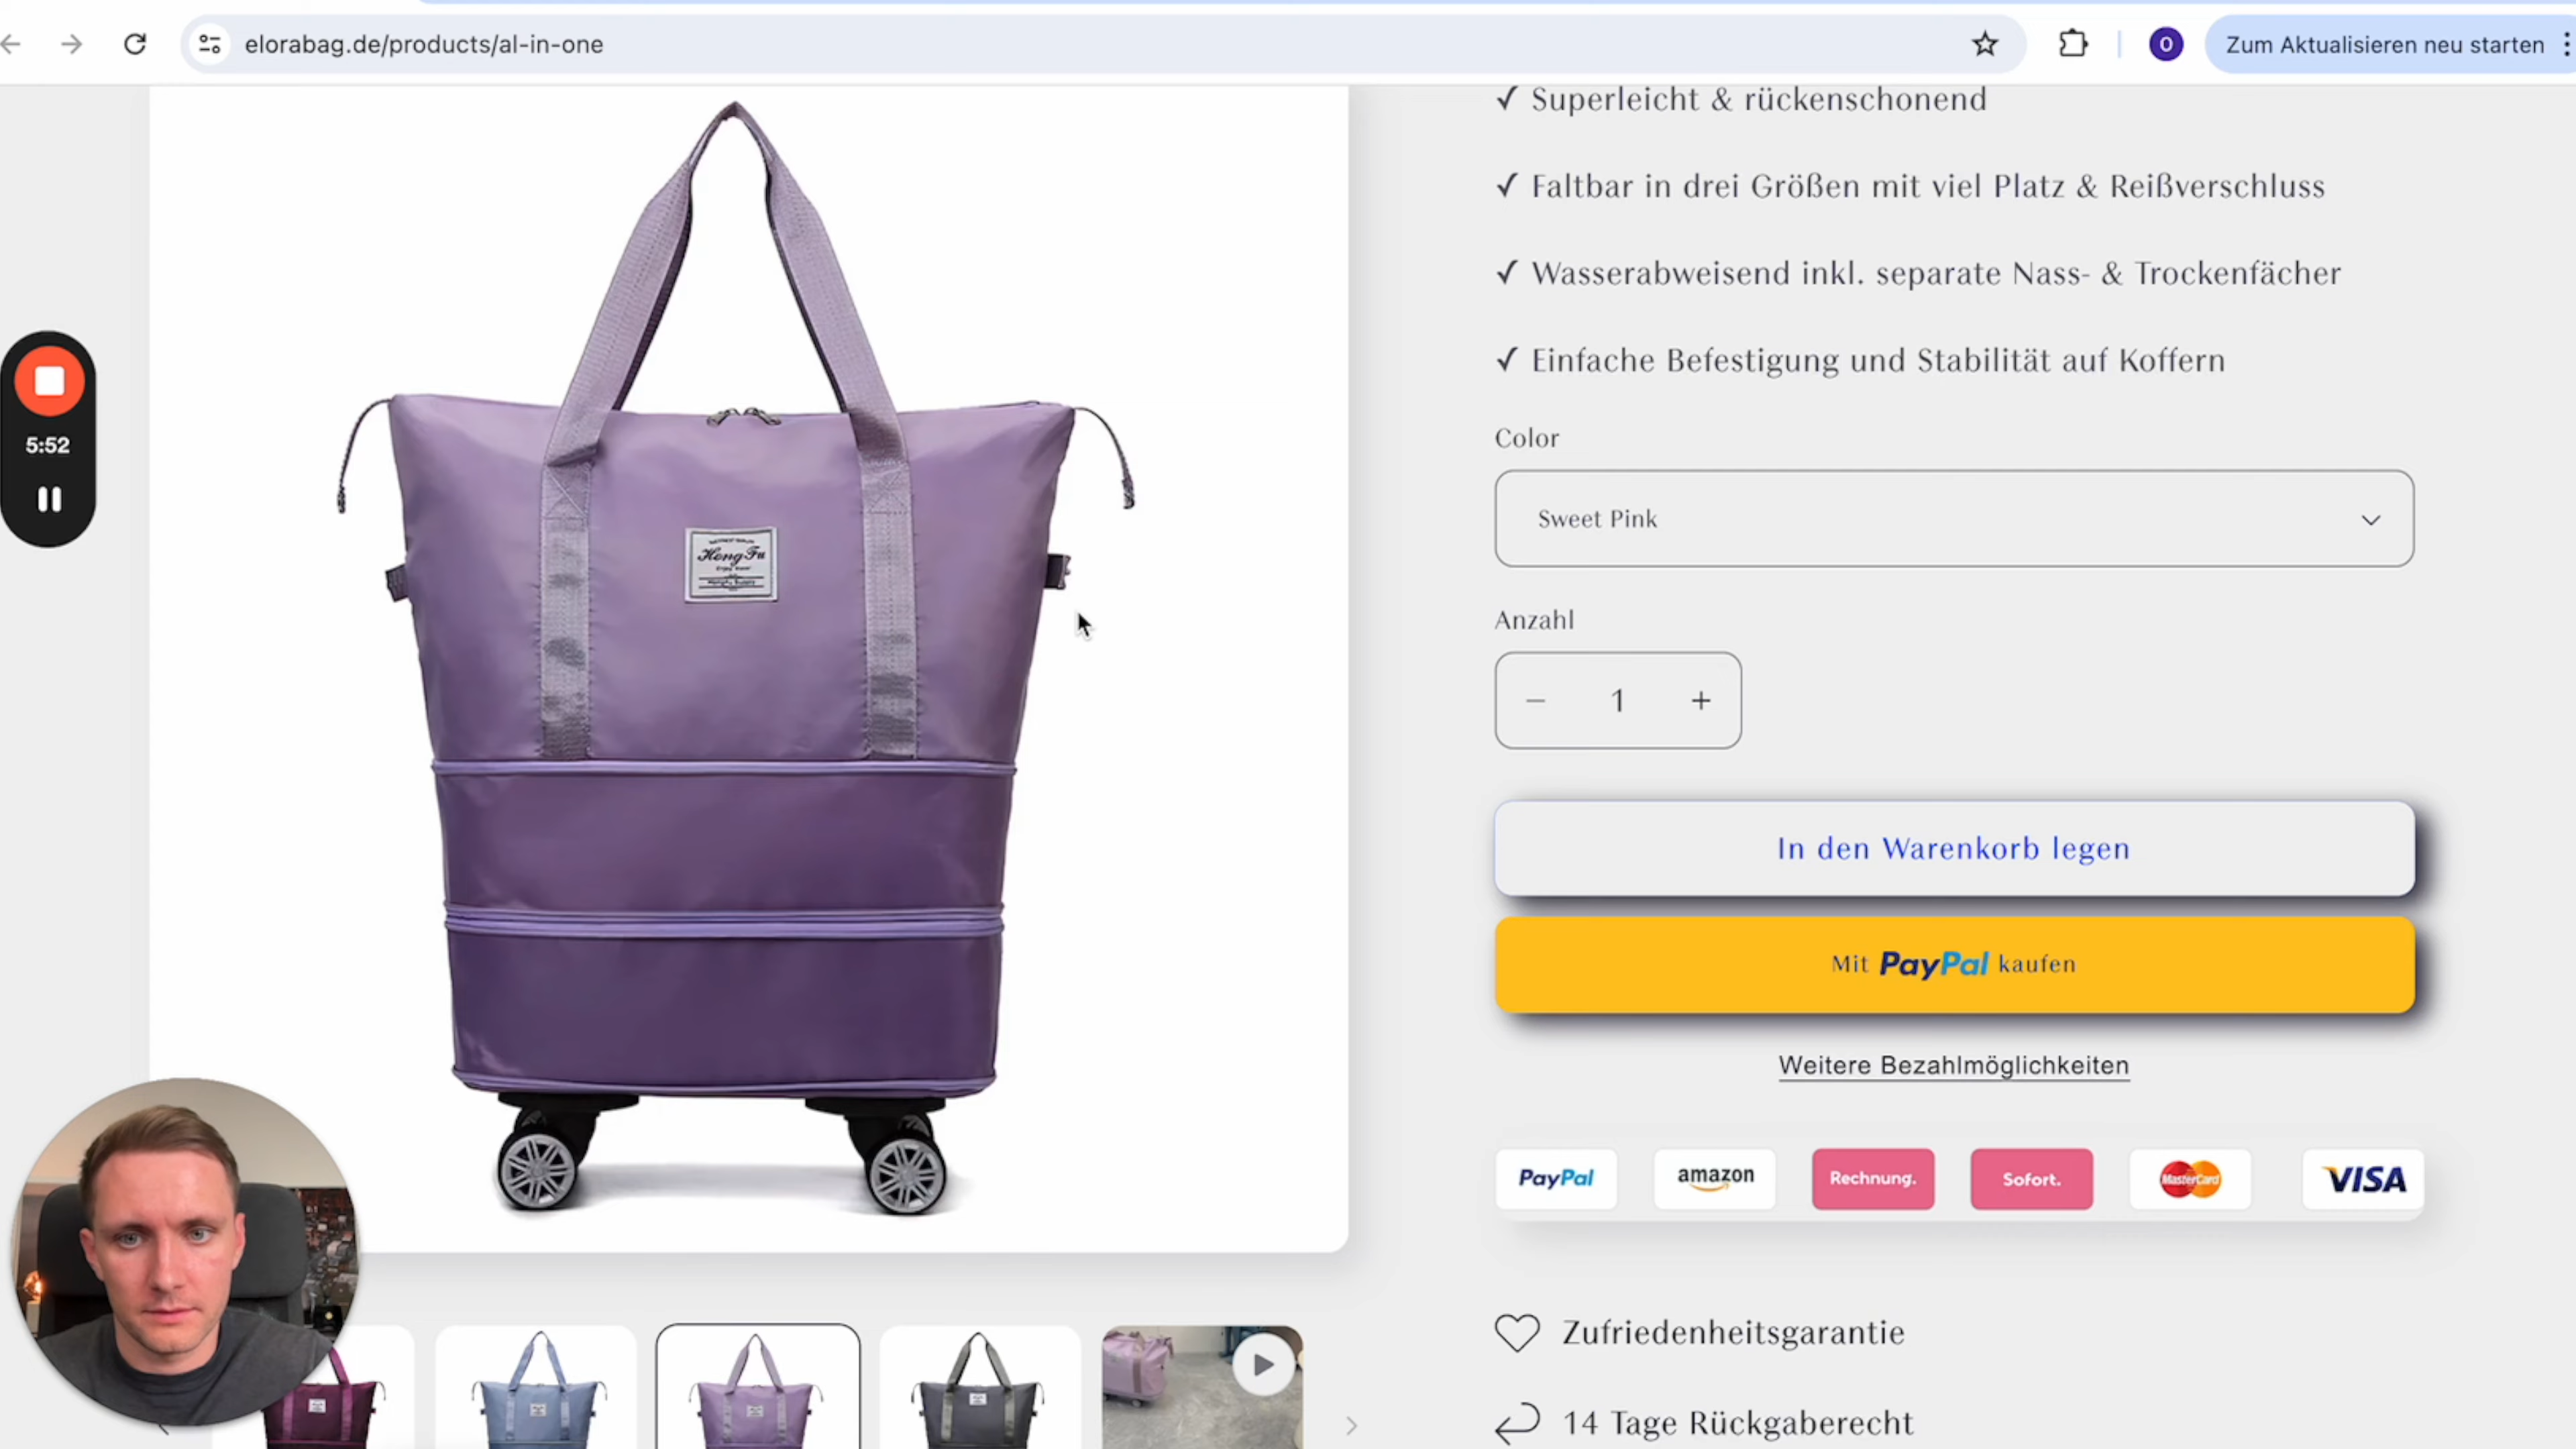 elorabag.de/products/al-in-one
O
Zum Aktualisieren neu starten
✓ Superleicht & rückenschonend
✓ Faltbar in drei Größen mit viel Platz & Reißverschluss
✓ Wasserabweisend inkl. separate Nass- & Trockenfächer
✓ Einfache Befestigung und Stabilität auf Koffern
5:52
HongFu
Color
Sweet Pink
Anzahl
− 1 +
In den Warenkorb legen
Mit PayPal kaufen
Weitere Bezahlmöglichkeiten
PayPal amazon Rechnung. Sofort. MasterCard VISA
Zufriedenheitsgarantie
14 Tage Rückgaberecht